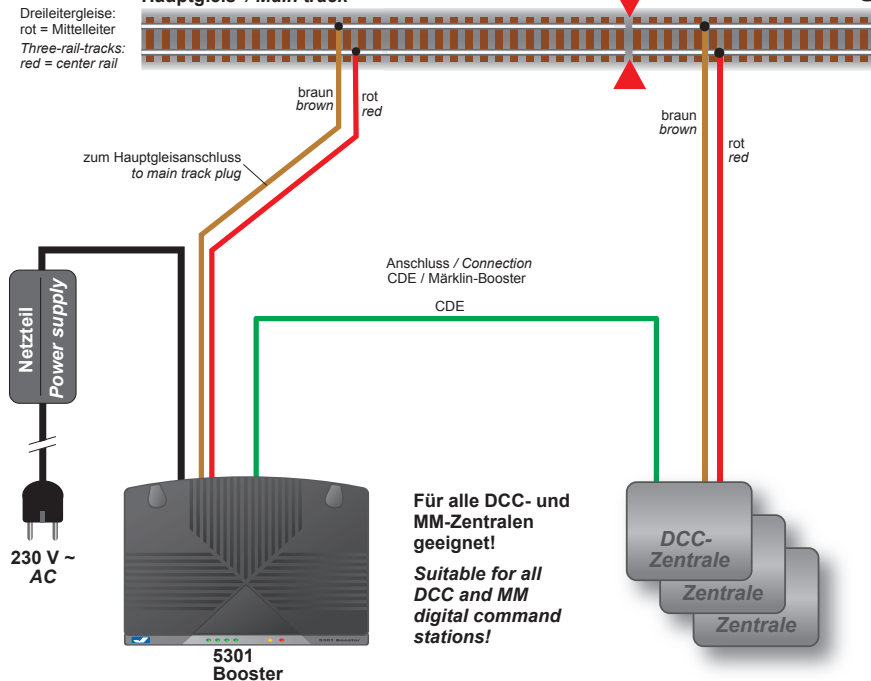 Hauptgleis / Main track
Dreileitergleise:
rot = Mittelleiter
Three-rail-tracks:
red = center rail
braun
brown
rot
red
braun
brown
rot
red
zum Hauptgleisanschluss
to main track plug
Anschluss / Connection
CDE / Märklin-Booster
CDE
Netzteil
Power supply
230 V ~
AC
Für alle DCC- und
MM-Zentralen
geeignet!
Suitable for all
DCC and MM
digital command
stations!
DCC-
Zentrale
Zentrale
Zentrale
5301 Booster
5301
Booster